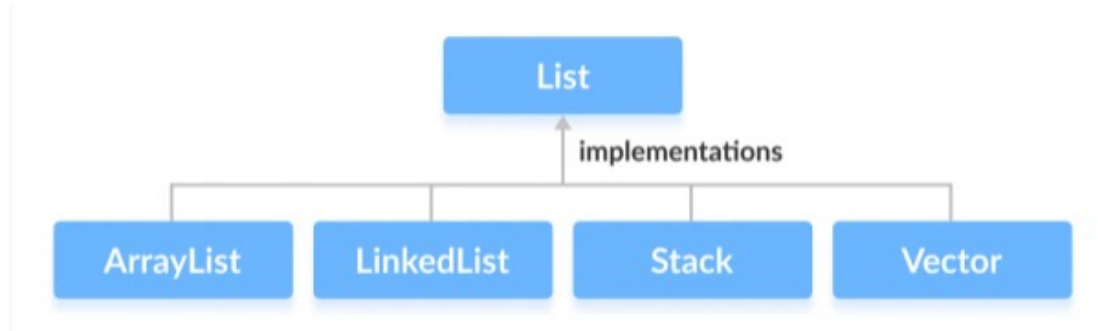 List
implementations
ArrayList
LinkedList
Stack
Vector